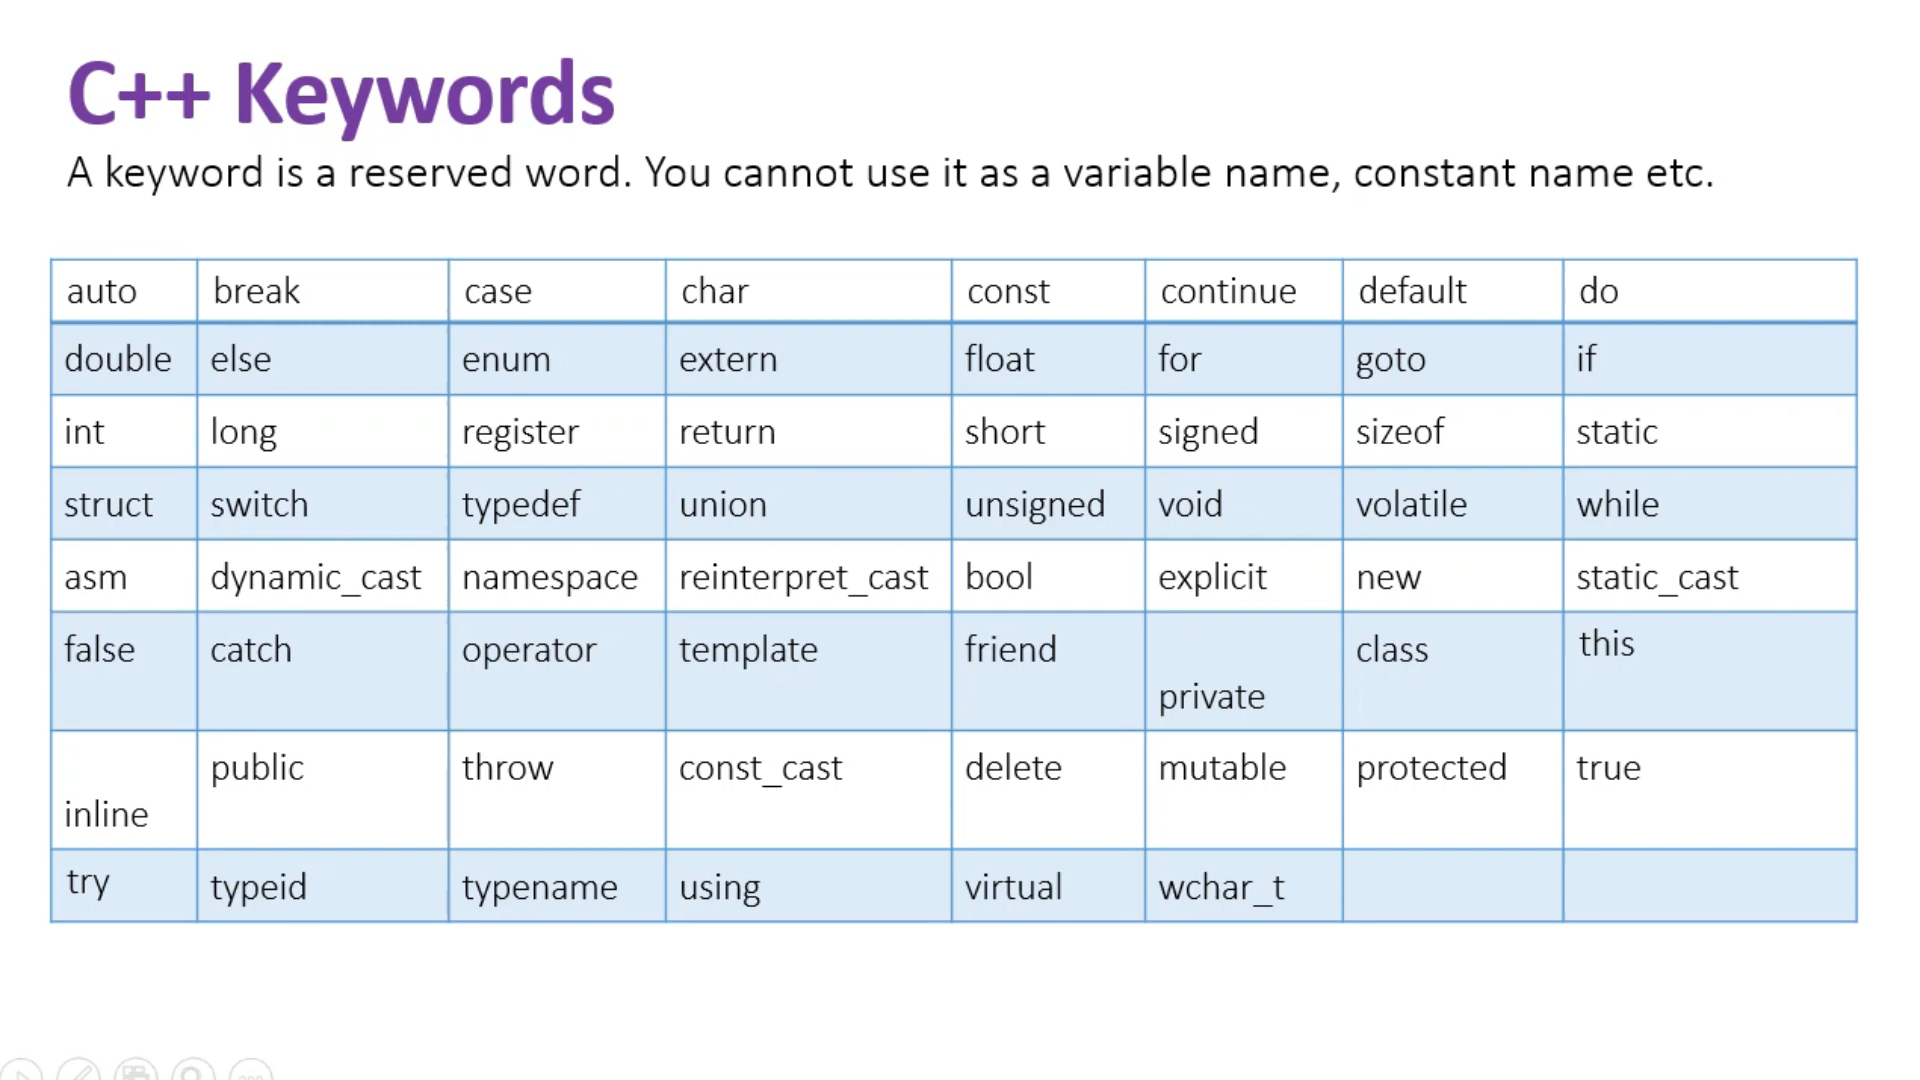 C++ Keywords
A keyword is a reserved word. You cannot use it as a variable name, constant name etc.
auto break case char const continue default do
double else enum extern float for goto if
int long register return short signed sizeof static
struct switch typedef union unsigned void volatile while
asm dynamic_cast namespace reinterpret_cast bool explicit new static_cast
false catch operator template friend private class this
inline public throw const_cast delete mutable protected true
try typeid typename using virtual wchar_t